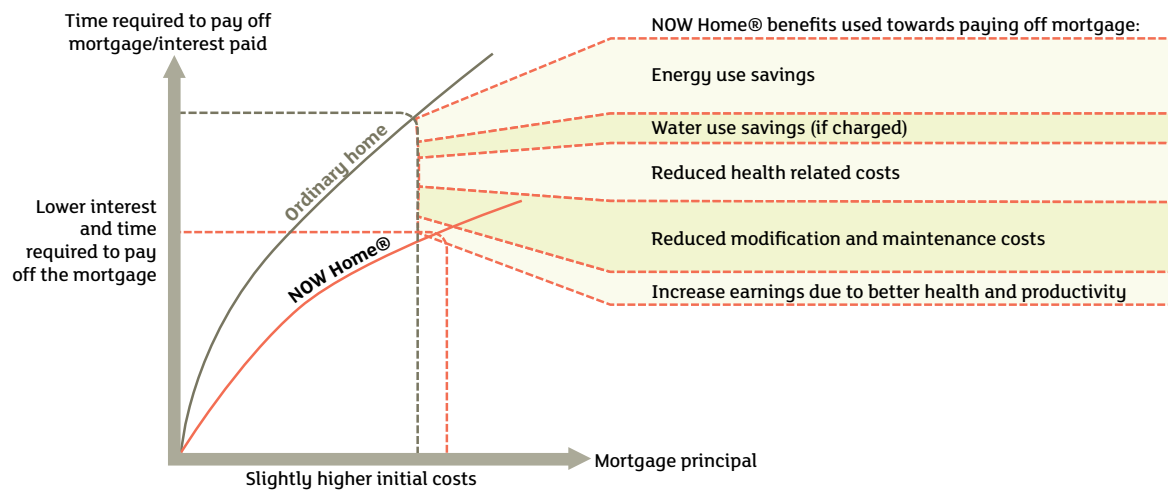 Time required to pay off
mortgage/interest paid
NOW Home® benefits used towards paying off mortgage:
Energy use savings
Water use savings (if charged)
Reduced health related costs
Reduced modification and maintenance costs
Increase earnings due to better health and productivity
Ordinary home
NOW Home®
Lower interest
and time
required to pay
off the mortgage
Mortgage principal
Slightly higher initial costs